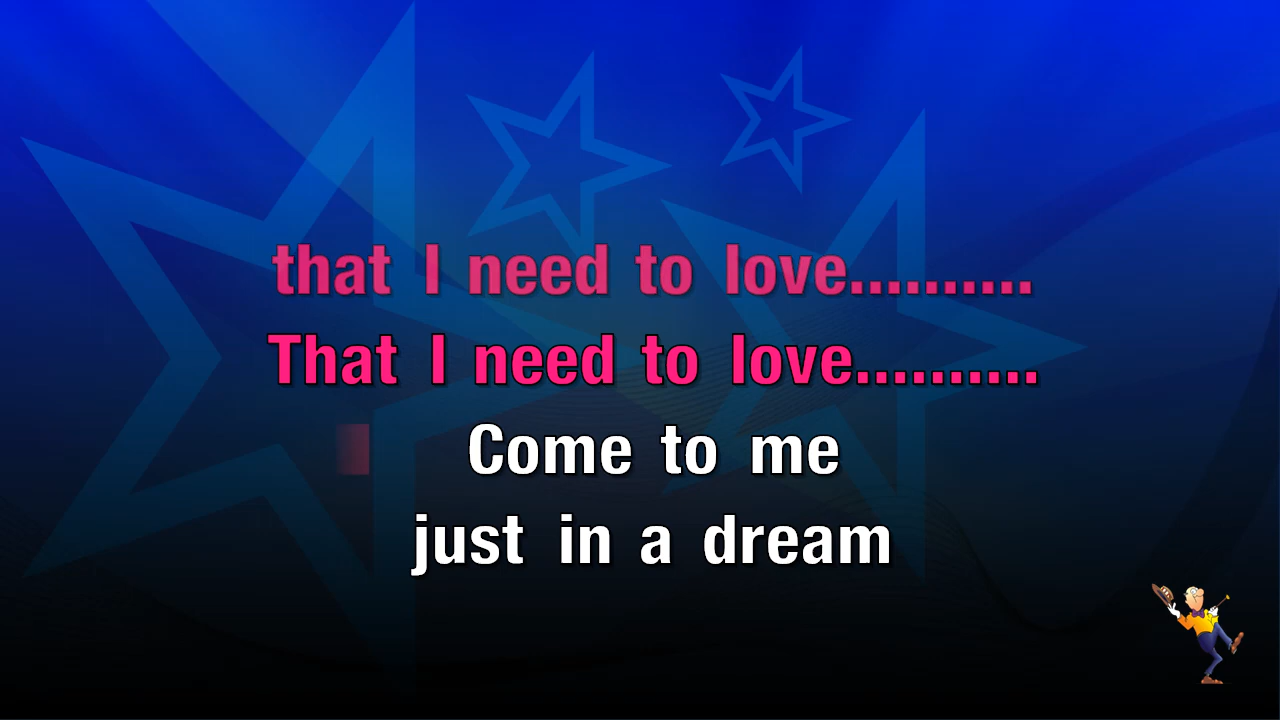 that I need to love..........
That I need to love..........
Come to me
just in a dream